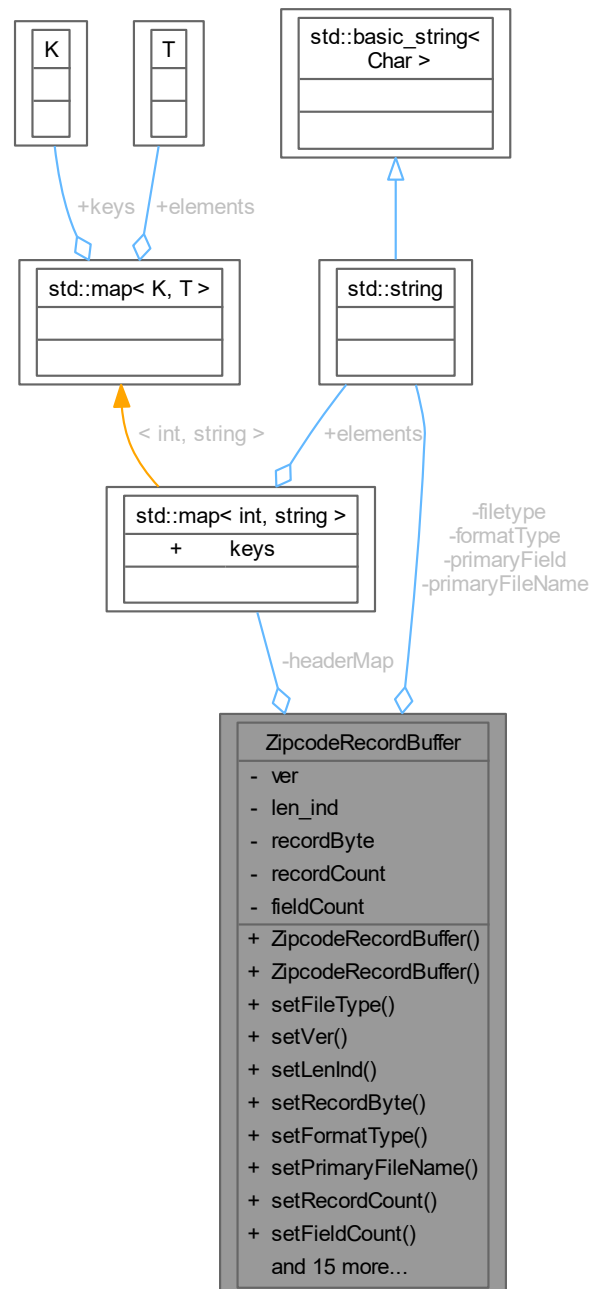 K
T
std::basic_string<
Char >
+keys
+elements
std::map< K, T >
std::string
< int, string >
+elements
std::map< int, string >
+ keys
-filetype
-formatType
-primaryField
-primaryFileName
-headerMap
ZipcodeRecordBuffer
- ver
- len_ind
- recordByte
- recordCount
- fieldCount
+ ZipcodeRecordBuffer()
+ ZipcodeRecordBuffer()
+ setFileType()
+ setVer()
+ setLenInd()
+ setRecordByte()
+ setFormatType()
+ setPrimaryFileName()
+ setRecordCount()
+ setFieldCount()
and 15 more...